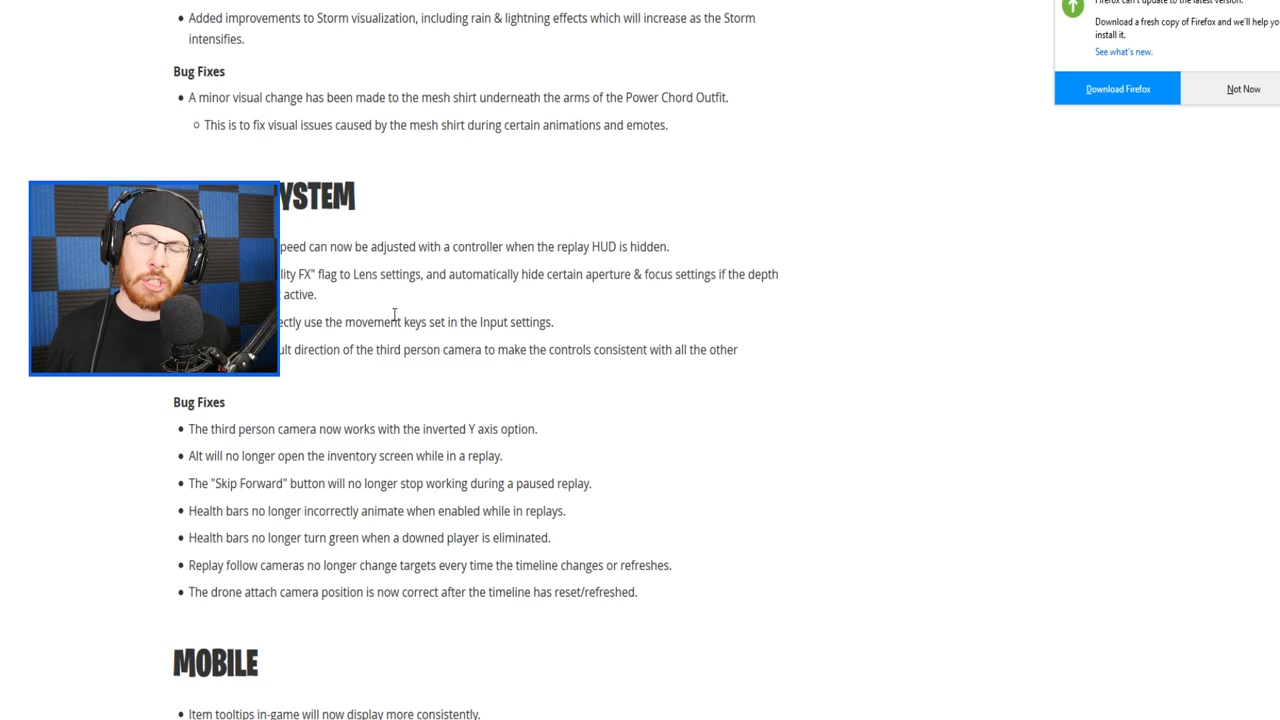 Added improvements to Storm visualization, including rain & lightning effects which will increase as the Storm
intensifies.
Bug Fixes
A minor visual change has been made to the mesh shirt underneath the arms of the Power Chord Outfit.
This is to fix visual issues caused by the mesh shirt during certain animations and emotes.
YSTEM
peed can now be adjusted with a controller when the replay HUD is hidden.
lity FX" flag to Lens settings, and automatically hide certain aperture & focus settings if the depth
active.
ectly use the movement keys set in the Input settings.
ult direction of the third person camera to make the controls consistent with all the other
Bug Fixes
The third person camera now works with the inverted Y axis option.
Alt will no longer open the inventory screen while in a replay.
The "Skip Forward" button will no longer stop working during a paused replay.
Health bars no longer incorrectly animate when enabled while in replays.
Health bars no longer turn green when a downed player is eliminated.
Replay follow cameras no longer change targets every time the timeline changes or refreshes.
The drone attach camera position is now correct after the timeline has reset/refreshed.
MOBILE
Item tooltips in-game will now display more consistently.
Firefox can't update to the latest version.
Download a fresh copy of Firefox and we'll help yo
install it.
See what's new.
Download Firefox
Not Now